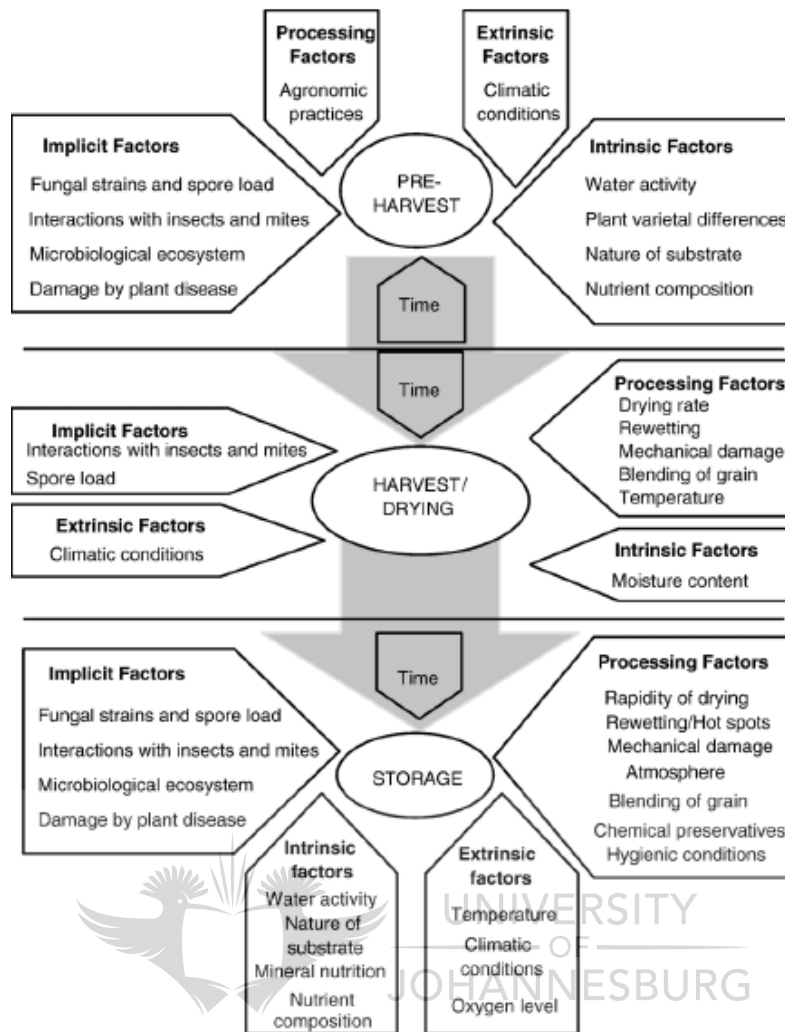 Processing
Factors
Agronomic
practices
Extrinsic
Factors
Climatic
conditions
Implicit Factors
Fungal strains and spore load
Interactions with insects and mites
Microbiological ecosystem
Damage by plant disease
PRE-
HARVEST
Intrinsic Factors
Water activity
Plant varietal differences
Nature of substrate
Nutrient composition
Time
Time
Implicit Factors
Interactions with insects and mites
Spore load
Extrinsic Factors
Climatic conditions
HARVEST/
DRYING
Processing Factors
Drying rate
Rewetting
Mechanical damage
Blending of grain
Temperature
Intrinsic Factors
Moisture content
Time
Implicit Factors
Fungal strains and spore load
Interactions with insects and mites
Microbiological ecosystem
Damage by plant disease
STORAGE
Processing Factors
Rapidity of drying
Rewetting/Hot spots
Mechanical damage
Atmosphere
Blending of grain
Chemical preservatives
Hygienic conditions
Intrinsic
factors
Water activity
Nature of
substrate
Mineral nutrition
Nutrient
composition
Extrinsic
factors
Temperature
Climatic
conditions
Oxygen level
UNIVERSITY
OF
JOHANNESBURG